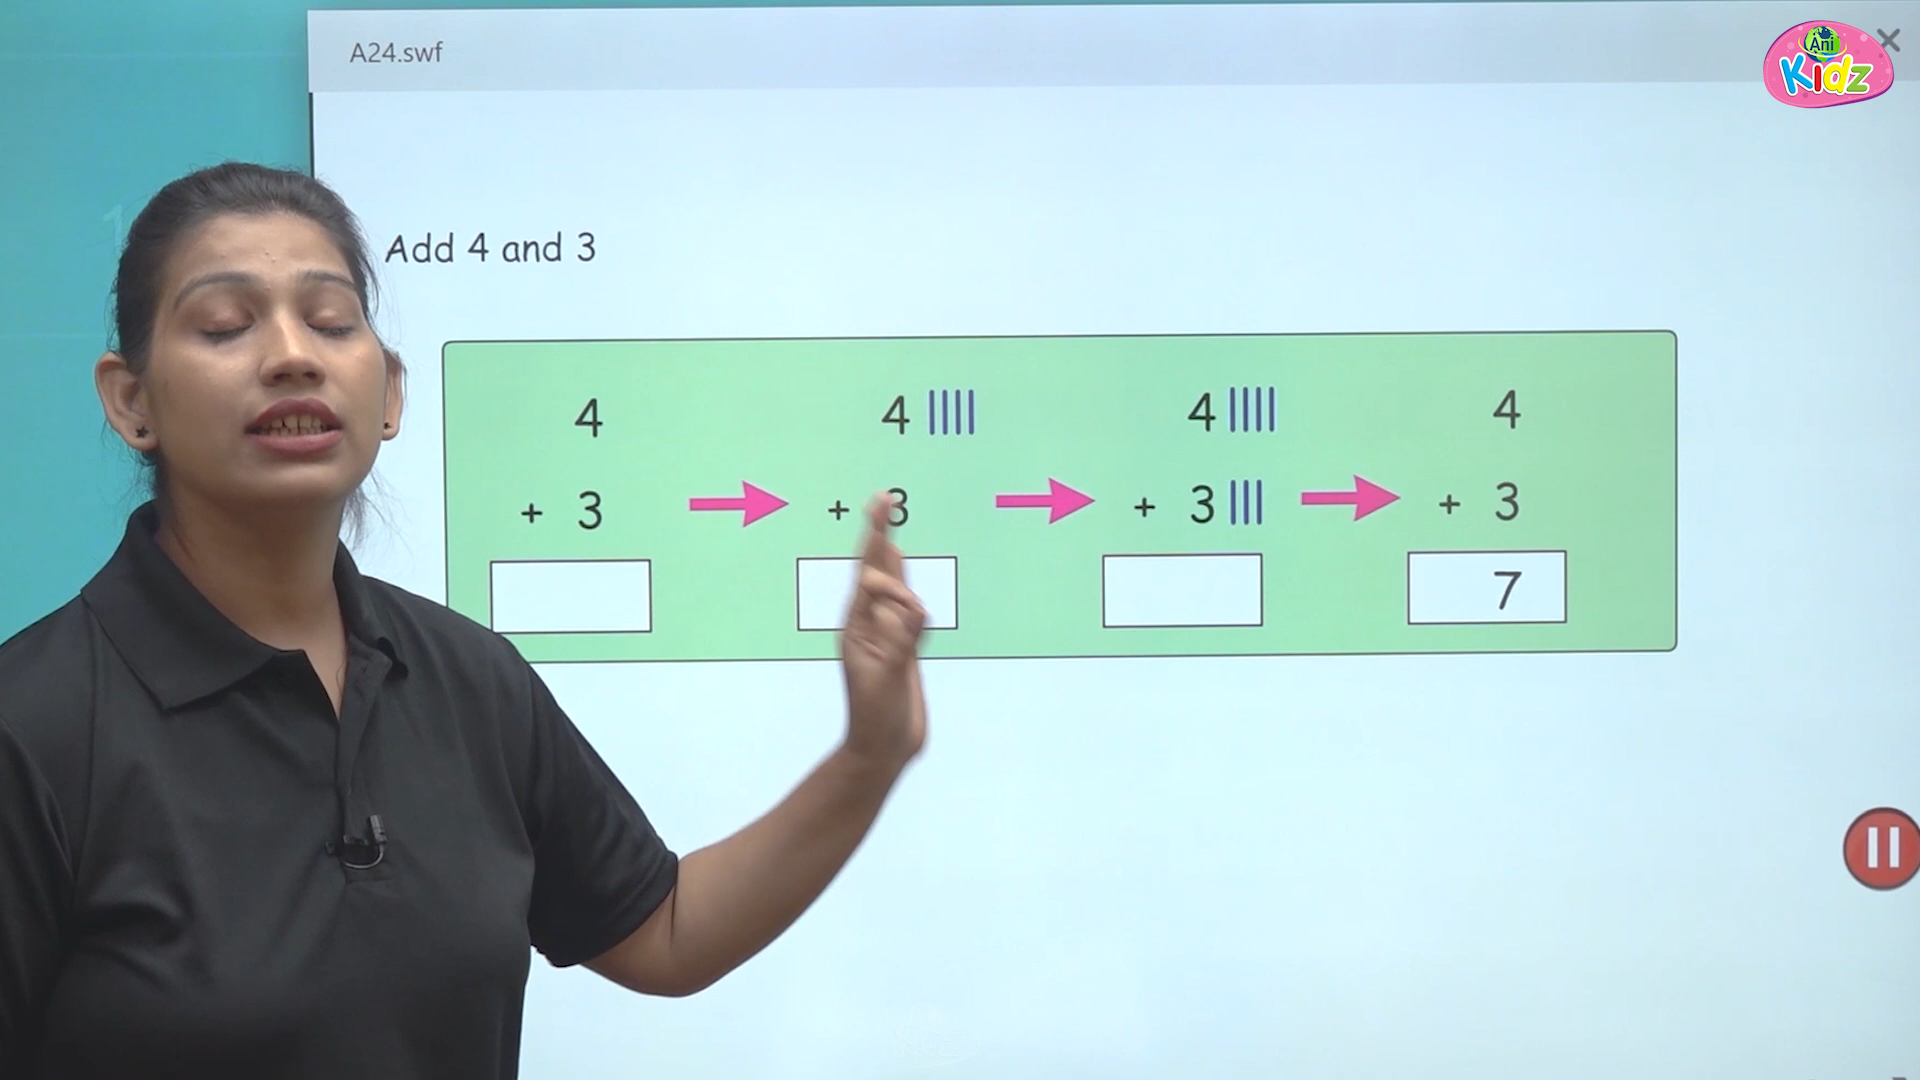 A24.swf
Ani
Kidz
Add 4 and 3
4 4 |||| 4 |||| 4
+ 3 + 3 + 3 ||| + 3
7